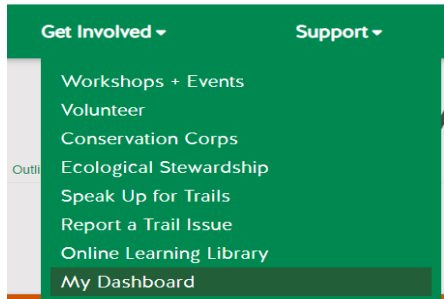 Get Involved ▾ Support ▾
Workshops + Events
Volunteer
Conservation Corps
Outli Ecological Stewardship
Speak Up for Trails
Report a Trail Issue
Online Learning Library
My Dashboard